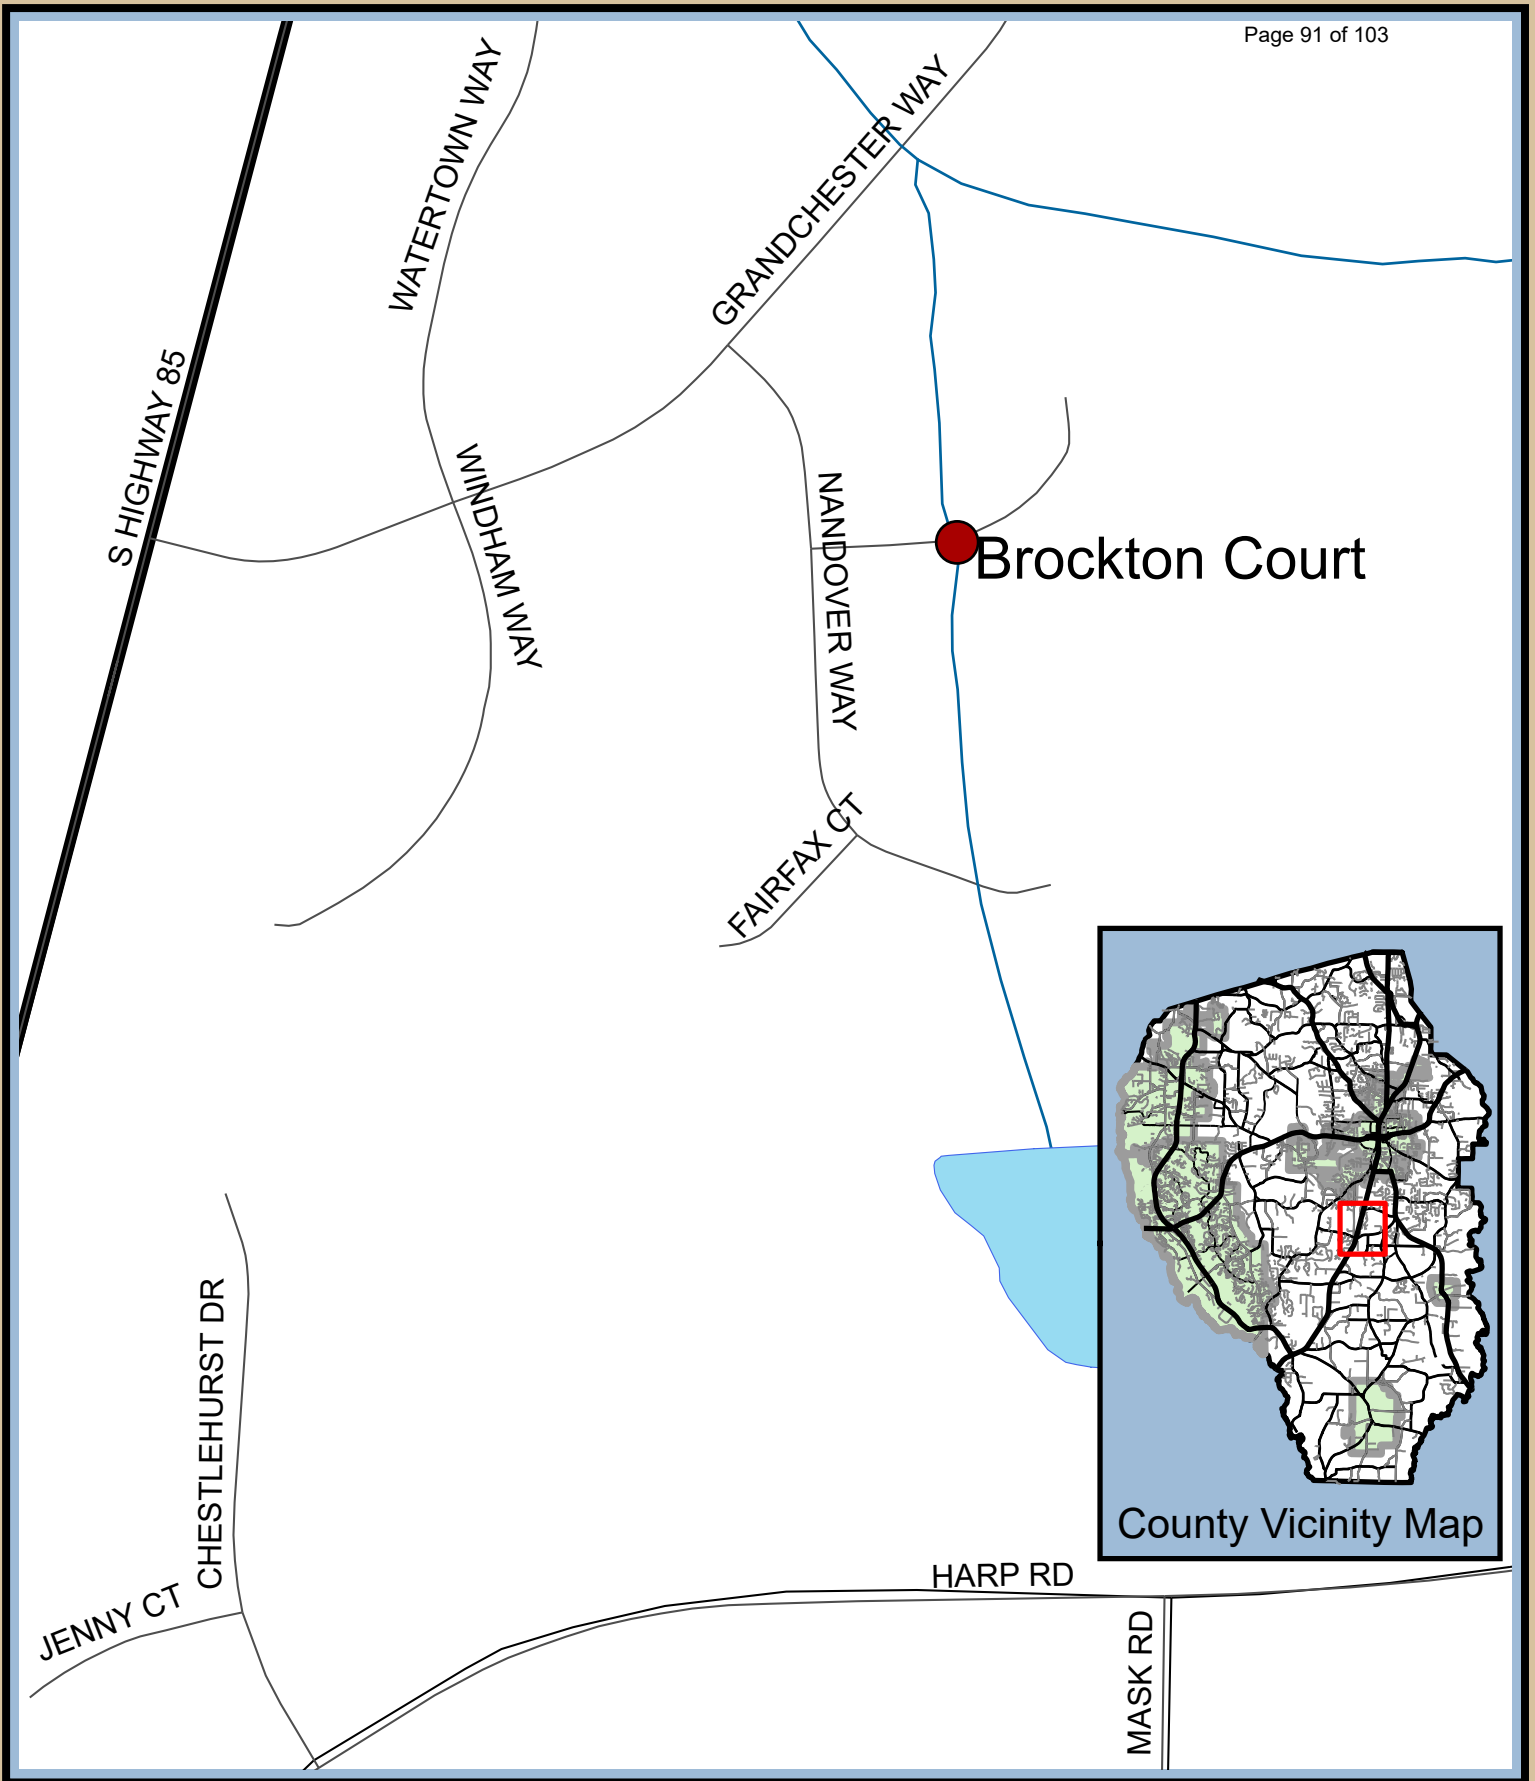 Page 91 of 103
WATERTOWN WAY
GRANDCHESTER WAY
S HIGHWAY 85
WINDHAM WAY
NANDOVER WAY
Brockton Court
FAIRFAX CT
CHESTLEHURST DR
County Vicinity Map
HARP RD
JENNY CT
MASK RD